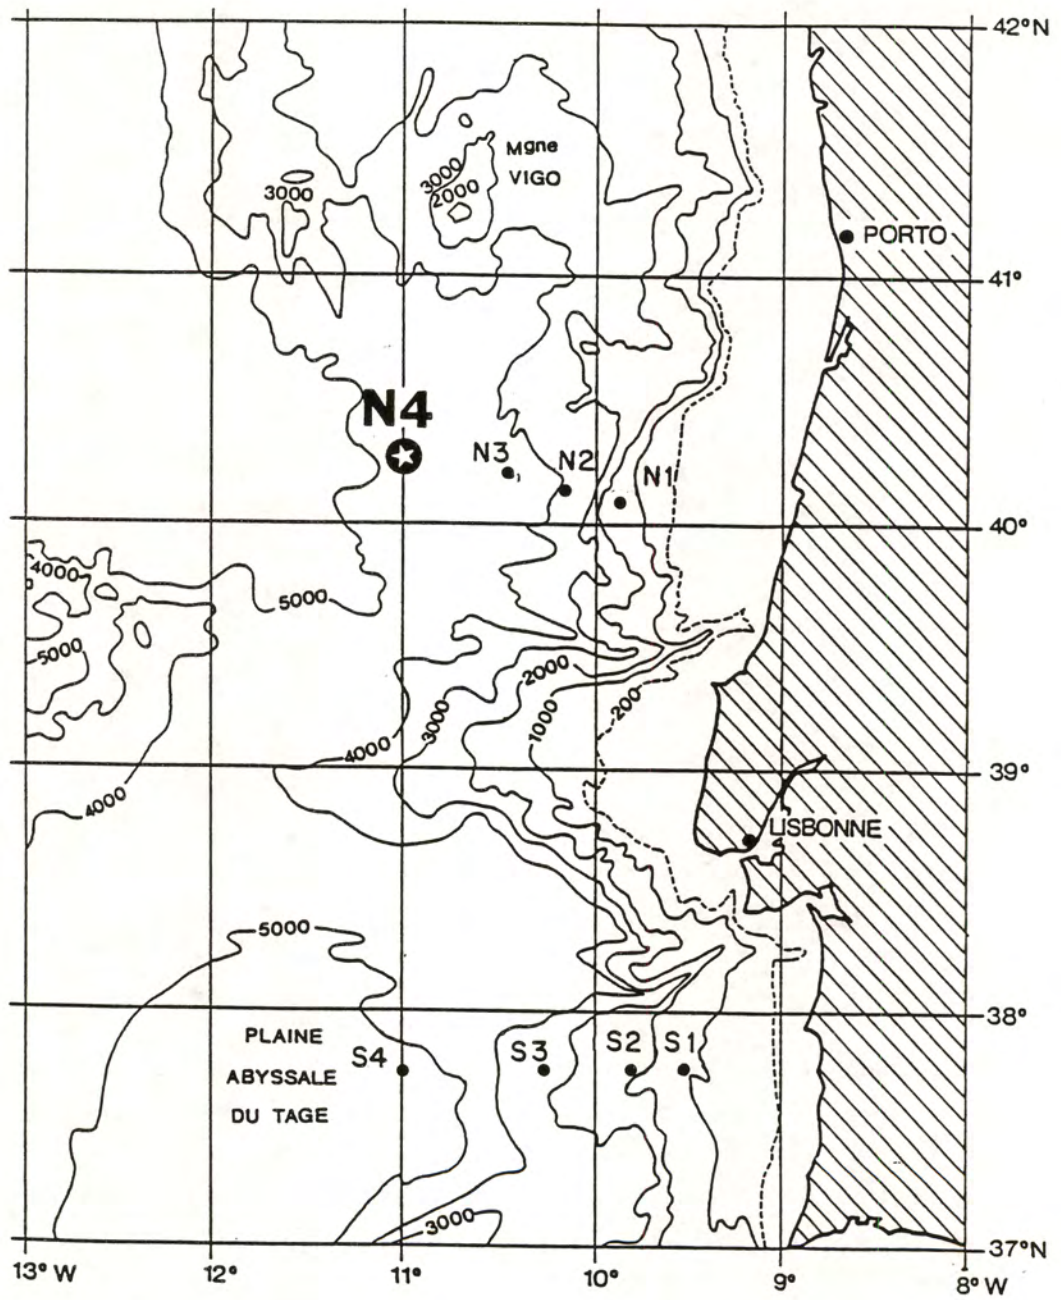 42°N
Mgne
VIGO
3000
2000
3000
PORTO
41°
N4
N3
N2
N1
40°
4000
5000
5000
2000
200
1000
3000
4000
39°
4000
LISBONNE
5000
38°
PLAINE
ABYSSALE
DU TAGE
S4
S3
S2
S1
3000
37°N
13° W
12°
11°
10°
9°
8° W